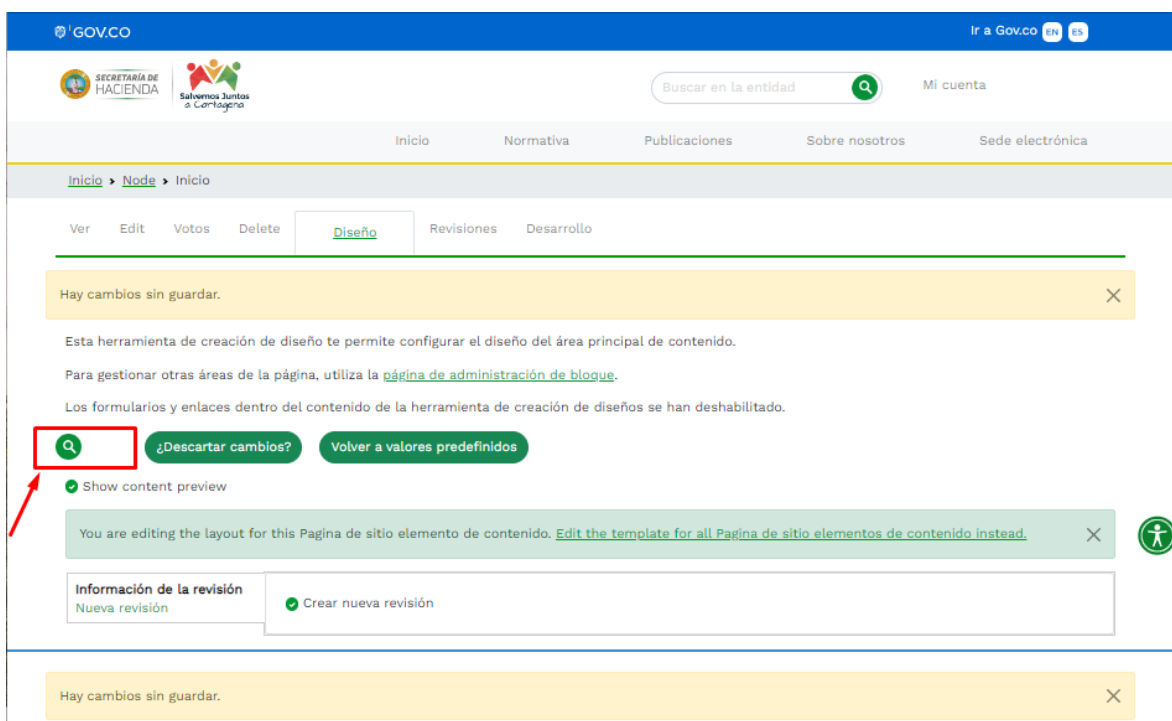 GOV.CO
Ir a Gov.co EN ES
SECRETARÍA DE
HACIENDA
Salvemos Juntos
a Cartagena
Buscar en la entidad
Mi cuenta
Inicio Normativa Publicaciones Sobre nosotros Sede electrónica
Inicio › Node › Inicio
Ver Edit Votos Delete Diseño Revisiones Desarrollo
Hay cambios sin guardar.
Esta herramienta de creación de diseño te permite configurar el diseño del área principal de contenido.
Para gestionar otras áreas de la página, utiliza la página de administración de bloque.
Los formularios y enlaces dentro del contenido de la herramienta de creación de diseños se han deshabilitado.
¿Descartar cambios? Volver a valores predefinidos
Show content preview
You are editing the layout for this Pagina de sitio elemento de contenido. Edit the template for all Pagina de sitio elementos de contenido instead.
Información de la revisión
Nueva revisión
Crear nueva revisión
Hay cambios sin guardar.